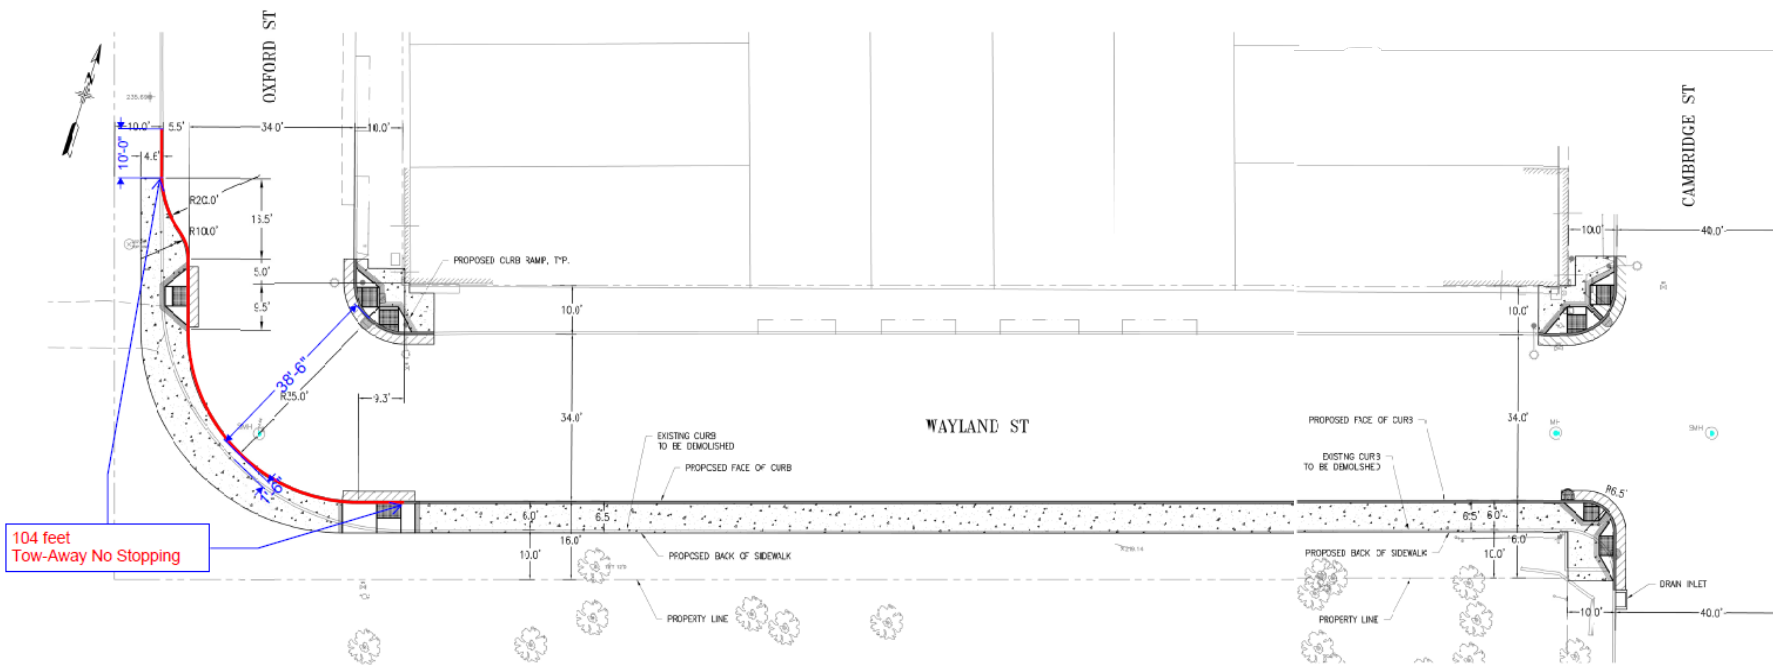 OXFORD ST
CAMBRIDGE ST
N
10.0'
5.5'
34.0'
10.0'
10'-0"
4.6'
R20.0'
R10.0'
5.0'
9.5'
PROPOSED CURB RAMP, TYP.
10.0'
10.0'
10.0'
40.0'
38'-6"
R35.0'
9.3'
34.0'
34.0'
SMH
WAYLAND ST
MH
SMH
EXISTING CURB
TO BE DEMOLISHED
PROPOSED FACE OF CURB
PROPOSED FACE OF CURB
EXISTING CURB
TO BE DEMOLISHED
R6.5'
1'-6"
6.0'
6.5'
16.0'
10.0'
6.5'
6.0'
10.0'
104 feet
Tow-Away No Stopping
PROPOSED BACK OF SIDEWALK
PROPOSED BACK OF SIDEWALK
PROPERTY LINE
PROPERTY LINE
DRAIN INLET
10.0'
40.0'